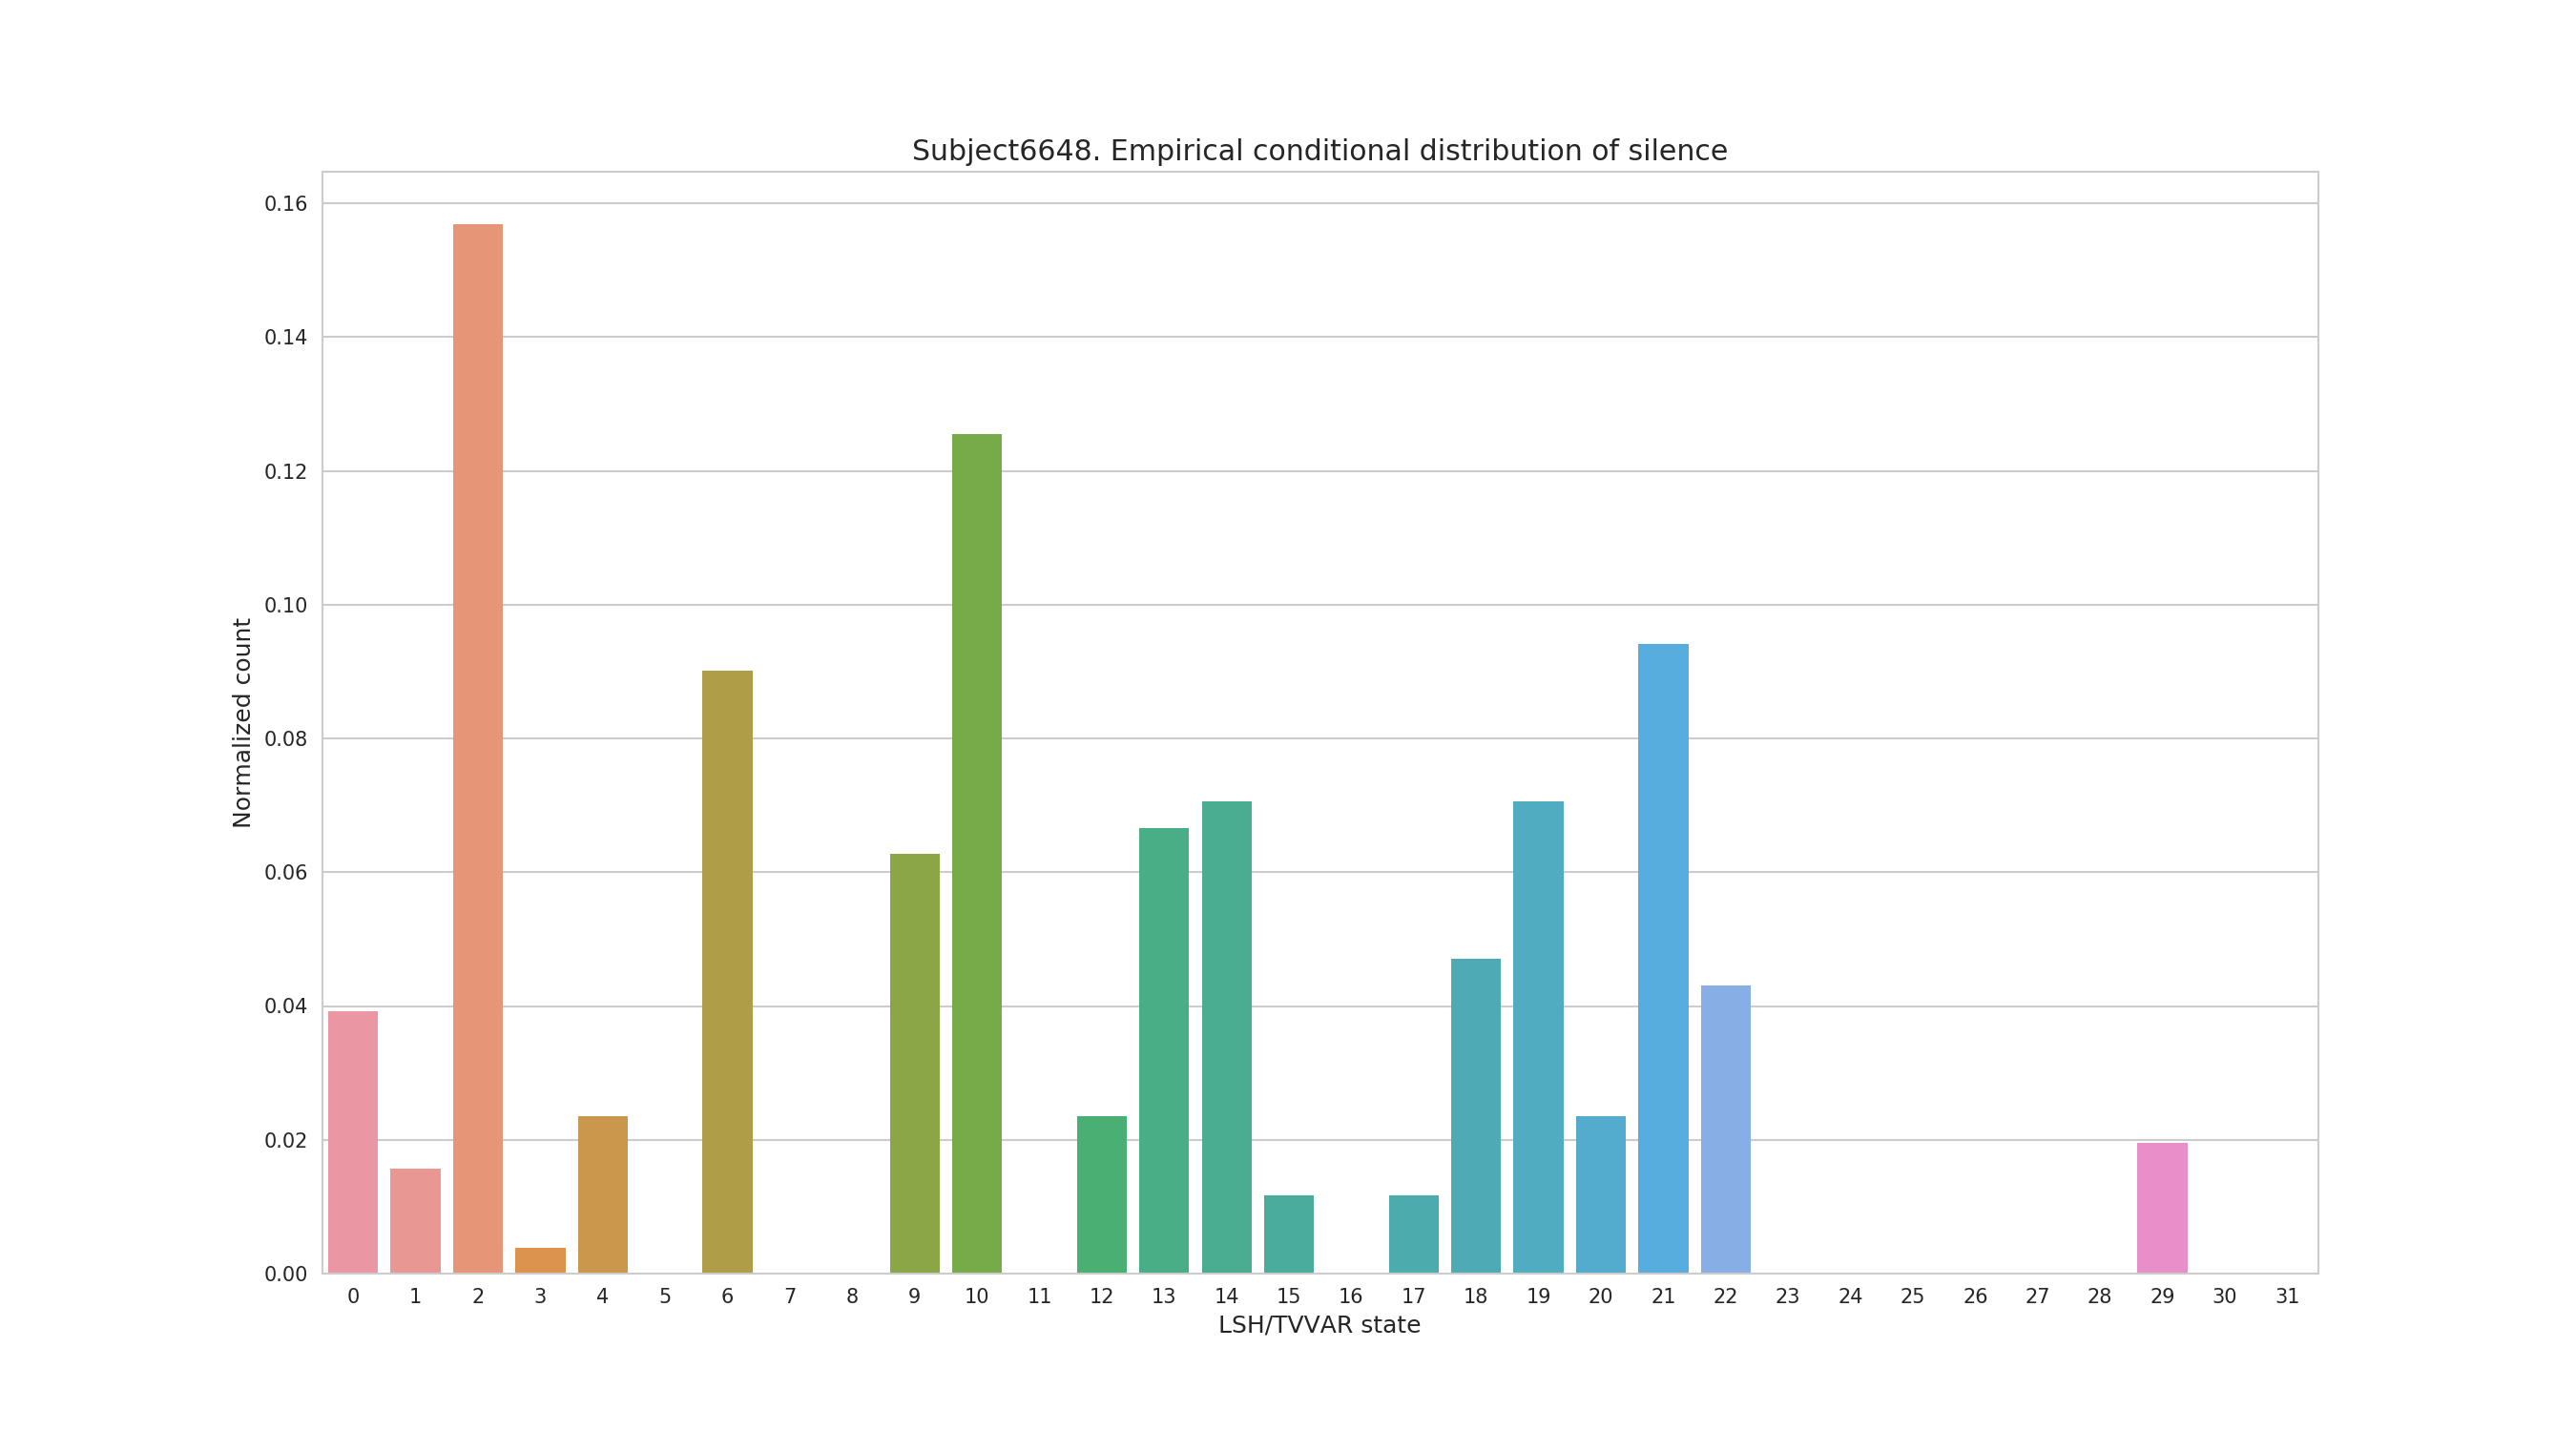 Subject6648. Empirical conditional distribution of silence
0.16
0.14
0.12
0.10
0.08
0.06
0.04
0.02
0.00
Normalized count
0 1 2 3 4 5 6 7 8 9 10 11 12 13 14 15 16 17 18 19 20 21 22 23 24 25 26 27 28 29 30 31
LSH/TVVAR state